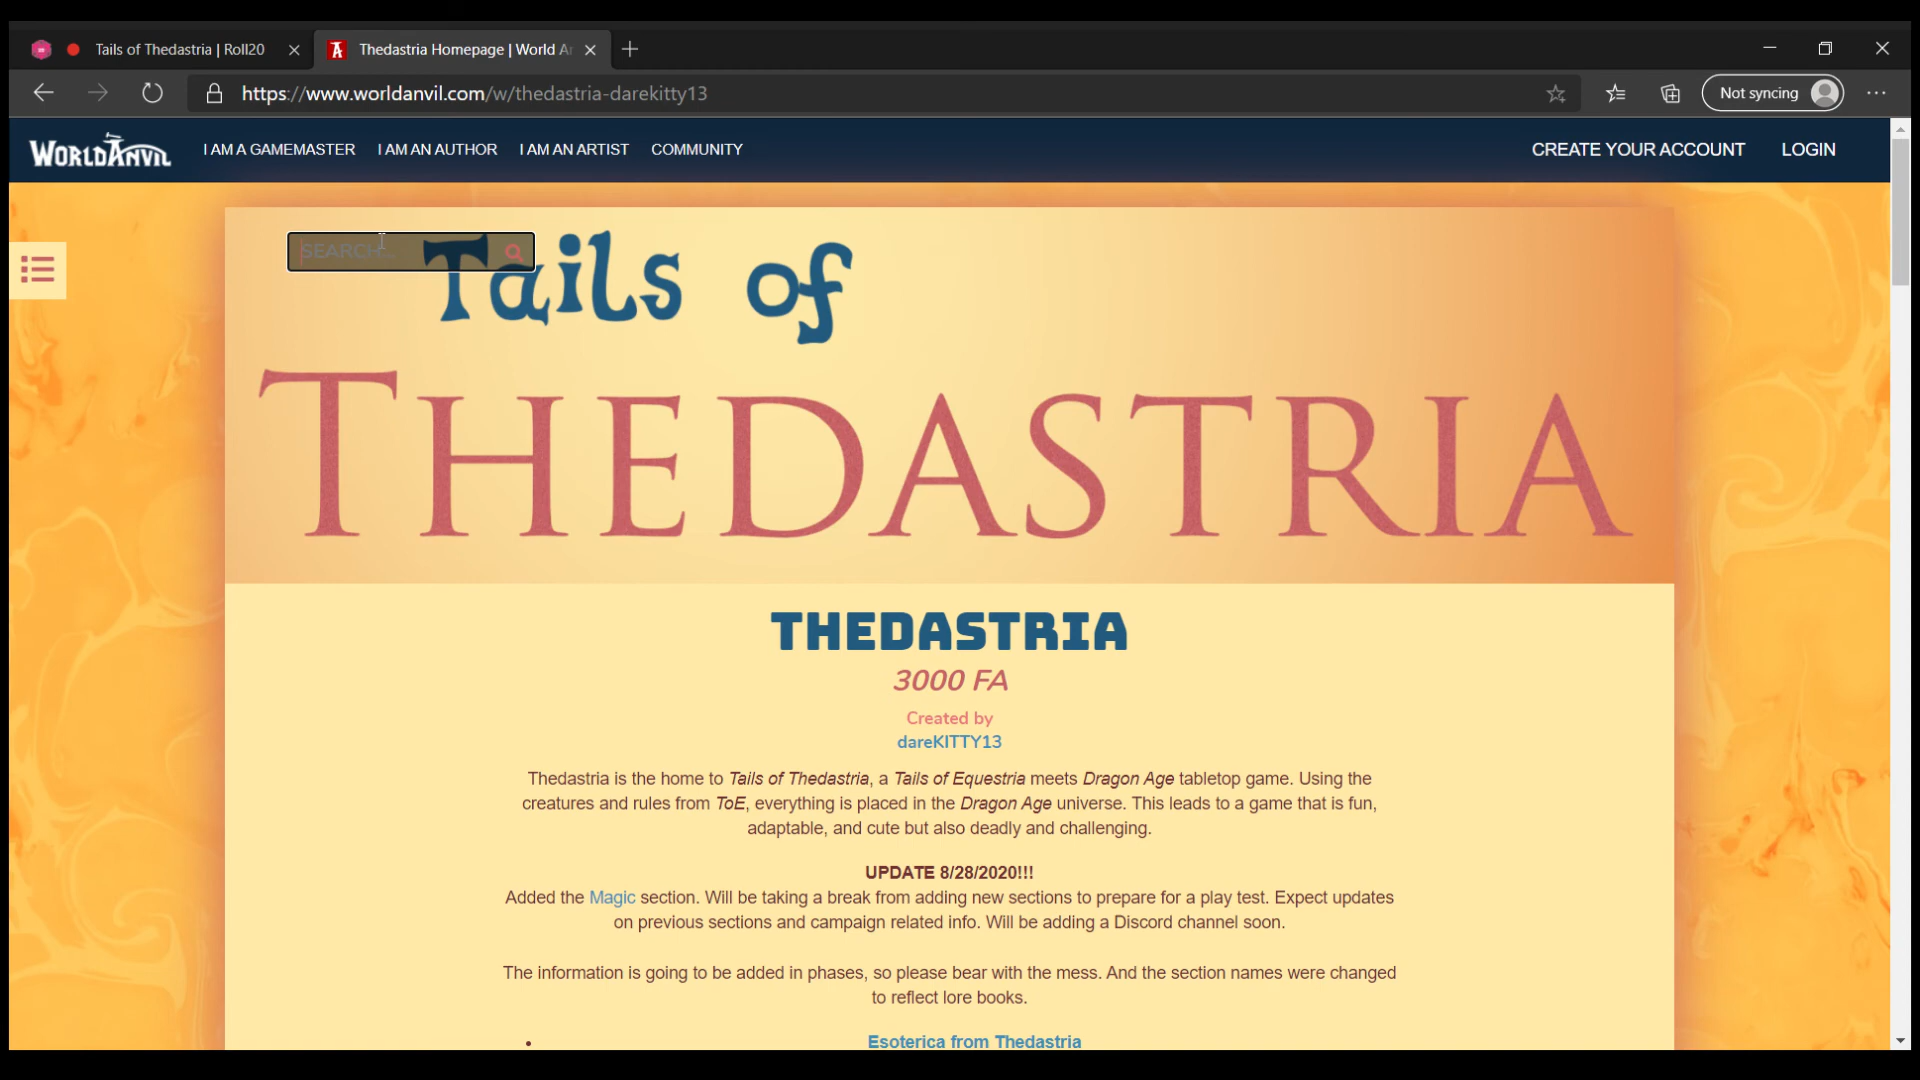 Tails of Thedastria | Roll20
Thedastria Homepage | World An
https://www.worldanvil.com/w/thedastria-darekitty13
Not syncing
WORLDANVIL
I AM A GAMEMASTER
I AM AN AUTHOR
I AM AN ARTIST
COMMUNITY
CREATE YOUR ACCOUNT
LOGIN
SEARCH...
Tails of
THEDASTRIA
THEDASTRIA
3000 FA
Created by
dareKITTY13
Thedastria is the home to Tails of Thedastria, a Tails of Equestria meets Dragon Age tabletop game. Using the
creatures and rules from ToE, everything is placed in the Dragon Age universe. This leads to a game that is fun,
adaptable, and cute but also deadly and challenging.
UPDATE 8/28/2020!!!
Added the Magic section. Will be taking a break from adding new sections to prepare for a play test. Expect updates
on previous sections and campaign related info. Will be adding a Discord channel soon.
The information is going to be added in phases, so please bear with the mess. And the section names were changed
to reflect lore books.
• Esoterica from Thedastria